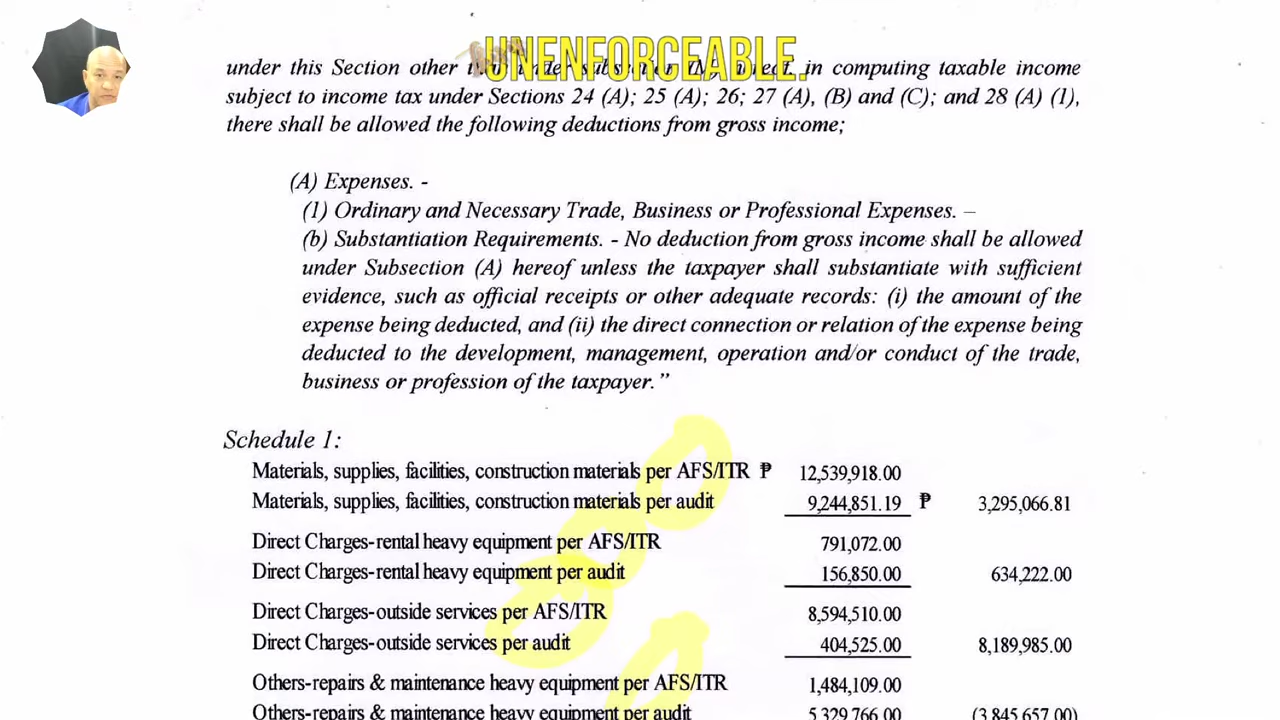 UNENFORCEABLE.
under this Section other in computing taxable income
subject to income tax under Sections 24 (A); 25 (A); 26; 27 (A), (B) and (C); and 28 (A) (1),
there shall be allowed the following deductions from gross income;
(A) Expenses. -
(1) Ordinary and Necessary Trade, Business or Professional Expenses. –
(b) Substantiation Requirements. - No deduction from gross income shall be allowed
under Subsection (A) hereof unless the taxpayer shall substantiate with sufficient
evidence, such as official receipts or other adequate records: (i) the amount of the
expense being deducted, and (ii) the direct connection or relation of the expense being
deducted to the development, management, operation and/or conduct of the trade,
business or profession of the taxpayer.”
Schedule 1:
Materials, supplies, facilities, construction materials per AFS/ITR ₱ 12,539,918.00
Materials, supplies, facilities, construction materials per audit 9,244,851.19 ₱ 3,295,066.81
Direct Charges-rental heavy equipment per AFS/ITR 791,072.00
Direct Charges-rental heavy equipment per audit 156,850.00 634,222.00
Direct Charges-outside services per AFS/ITR 8,594,510.00
Direct Charges-outside services per audit 404,525.00 8,189,985.00
Others-repairs & maintenance heavy equipment per AFS/ITR 1,484,109.00
Others-repairs & maintenance heavy equipment per audit 5,329,766.00 (3,845,657.00)